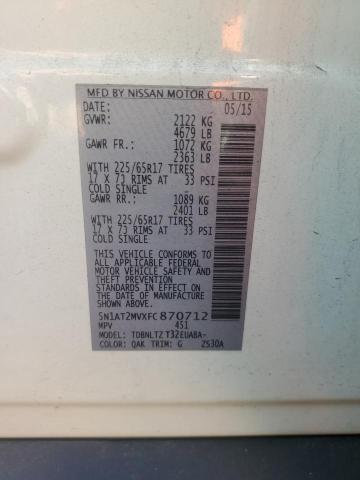 MFD BY NISSAN MOTOR CO., LTD.
DATE: 05/15
GVWR: 2122 KG
4679 LB
GAWR FR.: 1072 KG
2363 LB
WITH 225/65R17 TIRES
17 X 7J RIMS AT 33 PSI
COLD SINGLE -
GAWR RR.: 1089 KG
2401 LB
WITH 225/65R17 TIRES
17 X 7J RIMS AT 33 PSI
COLD SINGLE -
THIS VEHICLE CONFORMS
TO ALL APPLICABLE FEDERAL
MOTOR VEHICLE SAFETY
AND THEFT PREVENTION
STANDARDS IN EFFECT ON
THE DATE OF MANUFACTURE
SHOWN ABOVE.
5N1AT2MVXFC870712
MPV 451
MODEL: TDBNLTZ T32EUABA-
COLOR: QAK TRIM: G Z530A